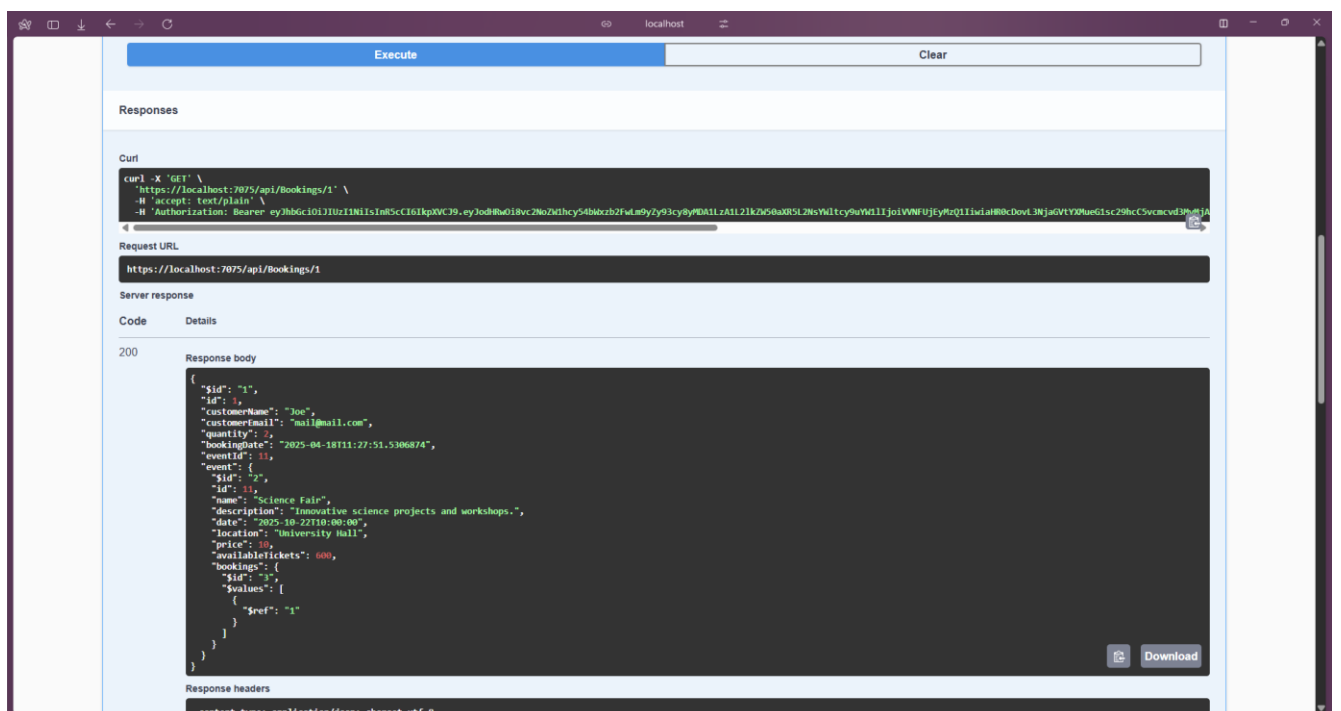 localhost
Execute
Clear
Responses
Curl
curl -X 'GET' \
'https://localhost:7075/api/Bookings/1' \
-H 'accept: text/plain' \
-H 'Authorization: Bearer
Request URL
https://localhost:7075/api/Bookings/1
Server response
Code Details
200
Response body
{
"$id": "1",
"id": 1,
"customerName": "Joe",
"customerEmail": "mail@mail.com",
"quantity": 2,
"bookingDate": "2025-04-18T11:27:51.5306874",
"eventId": 11,
"event": {
"$id": "2",
"id": 11,
"name": "Science Fair",
"description": "Innovative science projects and workshops.",
"date": "2025-10-22T10:00:00",
"location": "University Hall",
"price": 10,
"availableTickets": 600,
"bookings": {
"$id": "3",
"$values": [
{
"$ref": "1"
}
]
}
}
}
Download
Response headers